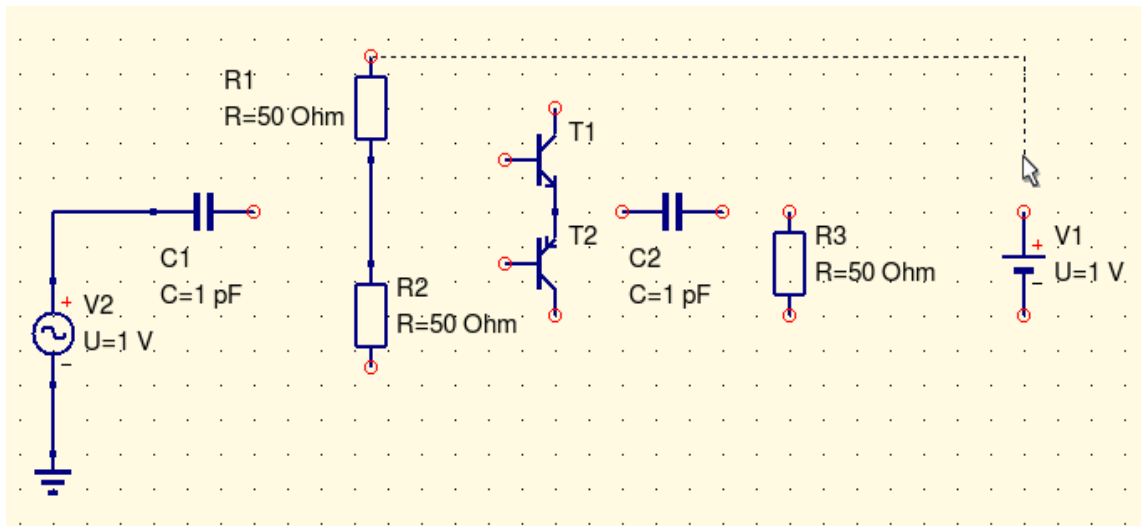 R1
R=50 Ohm
T1
C1
C=1 pF
V2
U=1 V
R2
R=50 Ohm
T2
C2
C=1 pF
R3
R=50 Ohm
V1
U=1 V